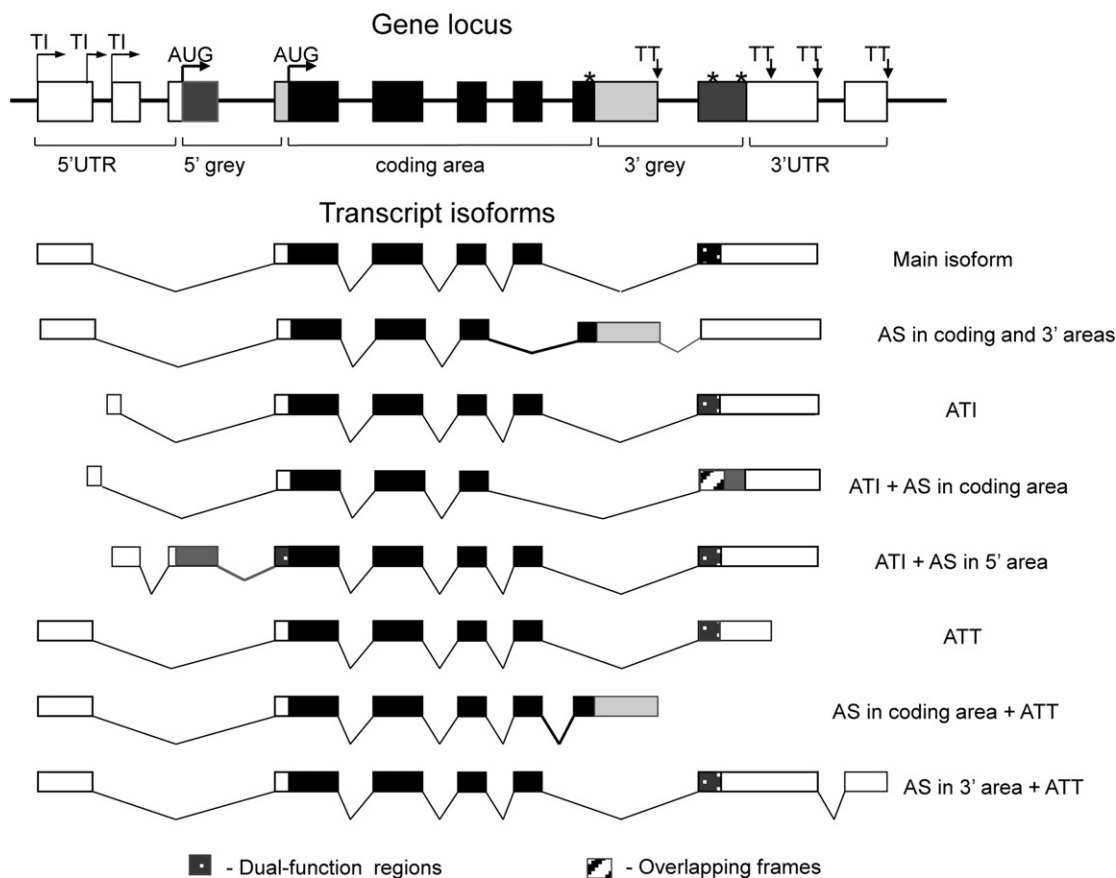 Gene locus
TI TI TI AUG AUG * TT * * TT TT TT
5'UTR 5' grey coding area 3' grey 3'UTR
Transcript isoforms
Main isoform
AS in coding and 3' areas
ATI
ATI + AS in coding area
ATI + AS in 5' area
ATT
AS in coding area + ATT
AS in 3' area + ATT
- Dual-function regions - Overlapping frames